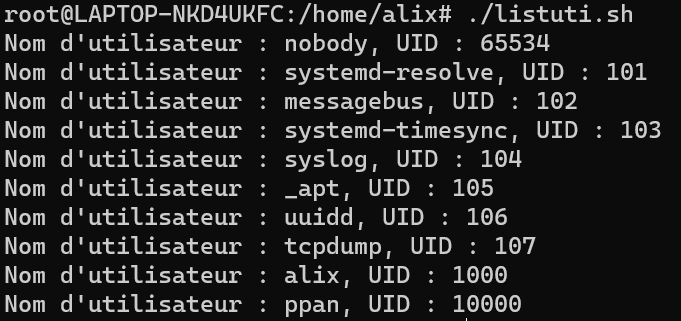 root@LAPTOP-NKD4UKFC:/home/alix# ./listuti.sh
Nom d'utilisateur : nobody, UID : 65534
Nom d'utilisateur : systemd-resolve, UID : 101
Nom d'utilisateur : messagebus, UID : 102
Nom d'utilisateur : systemd-timesync, UID : 103
Nom d'utilisateur : syslog, UID : 104
Nom d'utilisateur : _apt, UID : 105
Nom d'utilisateur : uuidd, UID : 106
Nom d'utilisateur : tcpdump, UID : 107
Nom d'utilisateur : alix, UID : 1000
Nom d'utilisateur : ppan, UID : 10000